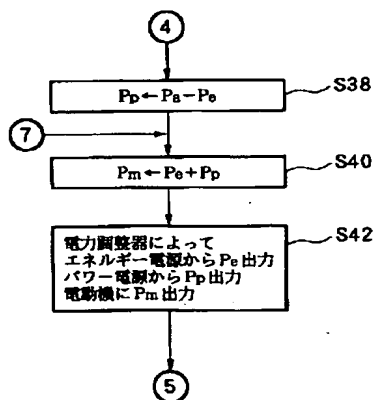 4
Pp←Pa−Pe
S38
7
Pm←Pe+Pp
S40
電力調整器によって
エネルギー電源からPe出力
パワー電源からPp出力
電動機にPm出力
S42
5